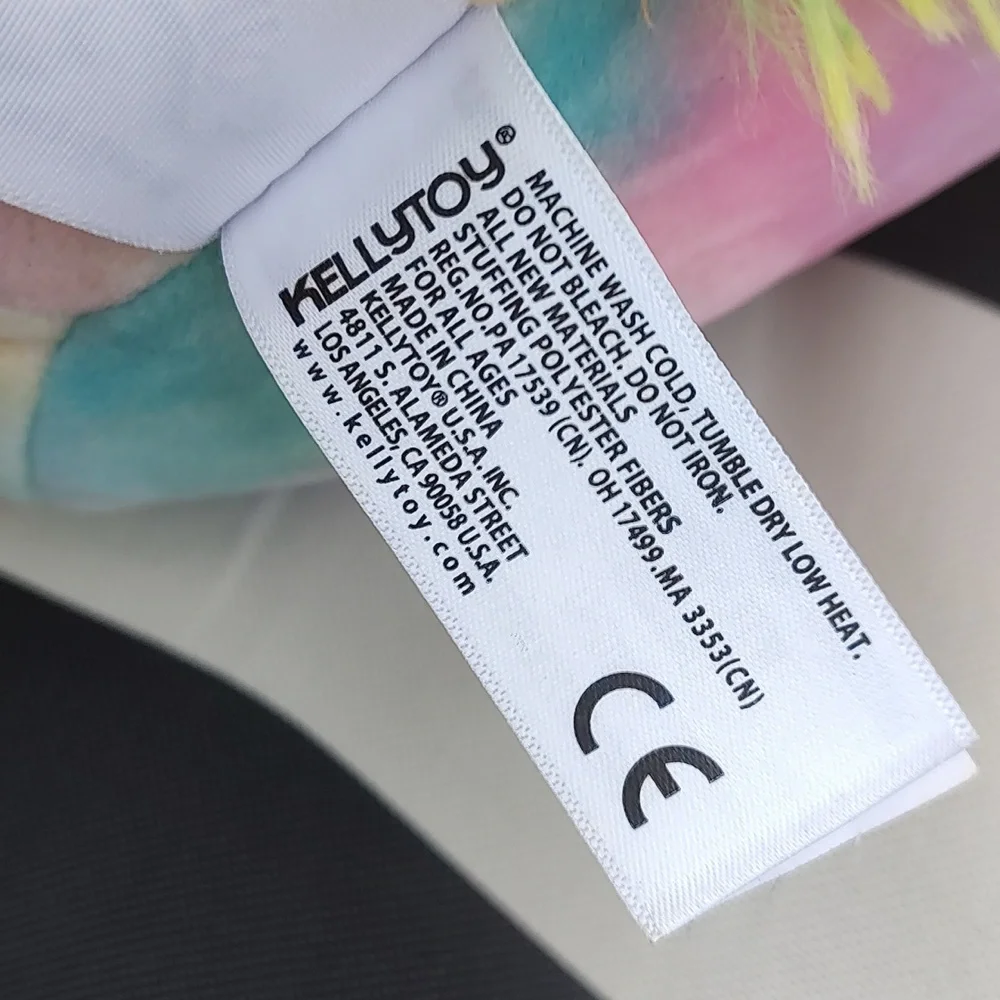 KELLYTOY®
MACHINE WASH COLD, TUMBLE DRY LOW HEAT.
DO NOT BLEACH. DO NOT IRON.
ALL NEW MATERIALS
STUFFING POLYESTER FIBERS
REG NO.PA 17539 (CN). OH 17499.MA 3353(CN)
FOR ALL AGES
MADE IN CHINA
KELLYTOY® U.S.A. INC.
4811 S. ALAMEDA STREET
LOS ANGELES, CA 90058 U.S.A.
www.kellytoy.com
CE